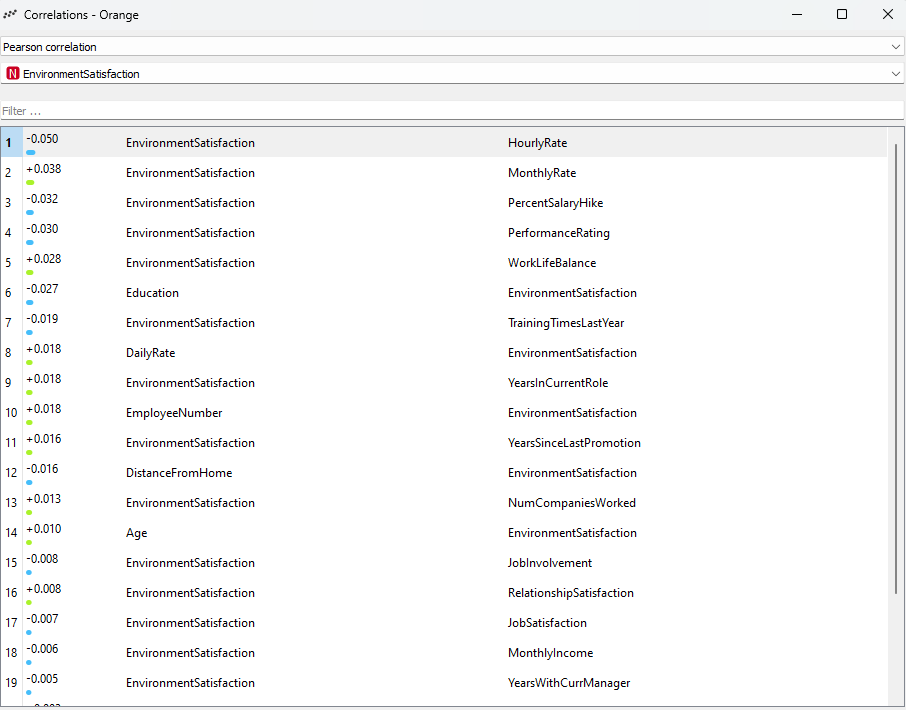 Correlations - Orange
Pearson correlation
N EnvironmentSatisfaction
Filter ...
1 -0.050 EnvironmentSatisfaction HourlyRate
2 +0.038 EnvironmentSatisfaction MonthlyRate
3 -0.032 EnvironmentSatisfaction PercentSalaryHike
4 -0.030 EnvironmentSatisfaction PerformanceRating
5 +0.028 EnvironmentSatisfaction WorkLifeBalance
6 -0.027 Education EnvironmentSatisfaction
7 -0.019 EnvironmentSatisfaction TrainingTimesLastYear
8 +0.018 DailyRate EnvironmentSatisfaction
9 +0.018 EnvironmentSatisfaction YearsInCurrentRole
10 +0.018 EmployeeNumber EnvironmentSatisfaction
11 +0.016 EnvironmentSatisfaction YearsSinceLastPromotion
12 -0.016 DistanceFromHome EnvironmentSatisfaction
13 +0.013 EnvironmentSatisfaction NumCompaniesWorked
14 +0.010 Age EnvironmentSatisfaction
15 -0.008 EnvironmentSatisfaction JobInvolvement
16 +0.008 EnvironmentSatisfaction RelationshipSatisfaction
17 -0.007 EnvironmentSatisfaction JobSatisfaction
18 -0.006 EnvironmentSatisfaction MonthlyIncome
19 -0.005 EnvironmentSatisfaction YearsWithCurrManager